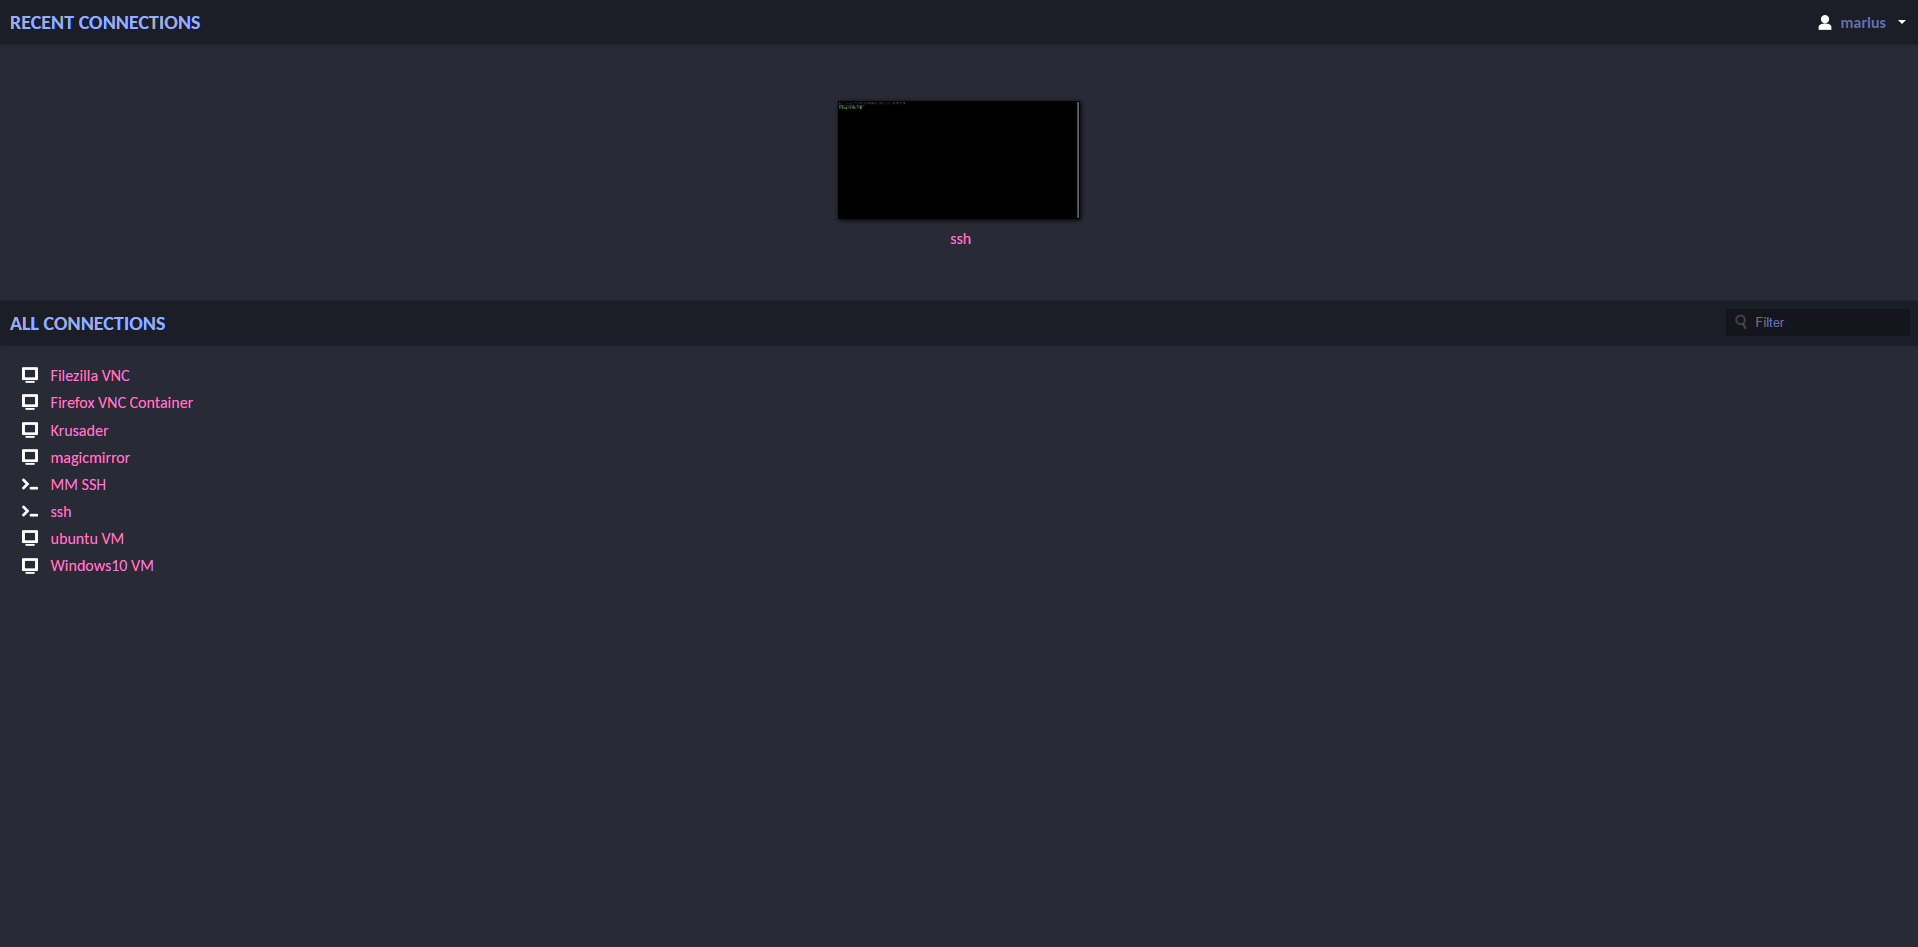 RECENT CONNECTIONS
marius
ssh
ALL CONNECTIONS
Filter
Filezilla VNC
Firefox VNC Container
Krusader
magicmirror
MM SSH
ssh
ubuntu VM
Windows10 VM